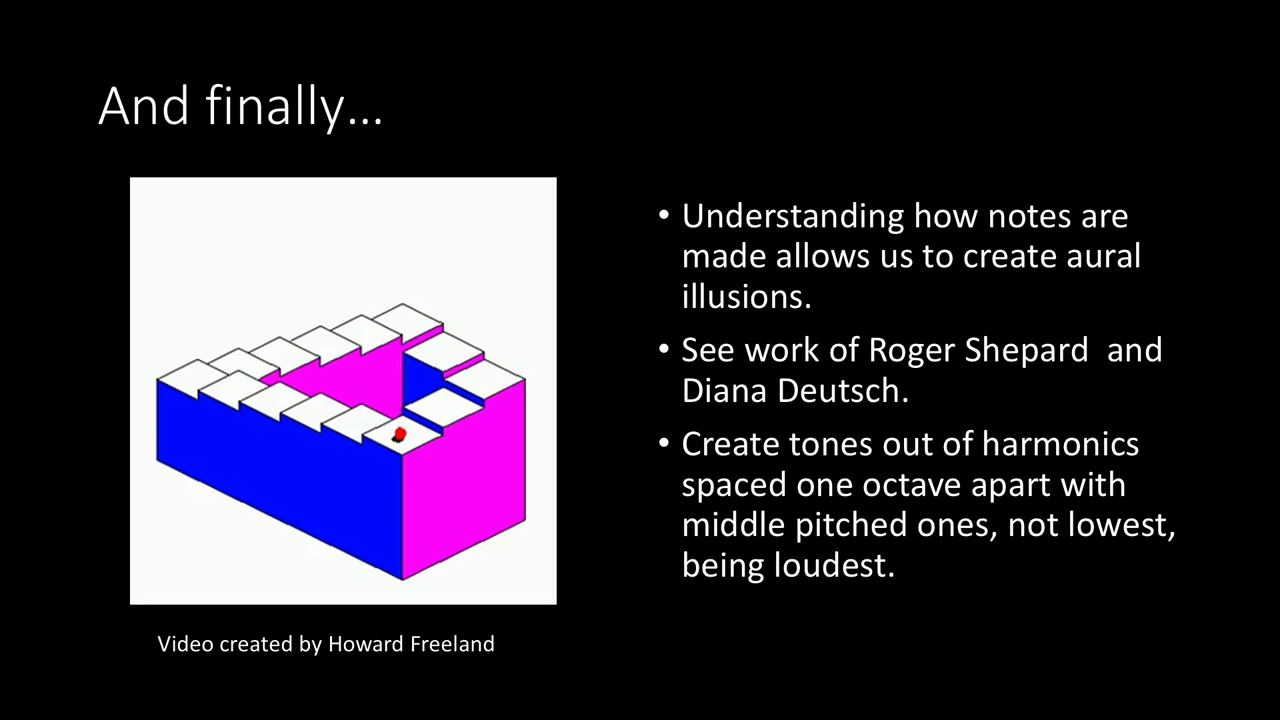 And finally...
• Understanding how notes are
made allows us to create aural
illusions.
• See work of Roger Shepard  and
Diana Deutsch.
• Create tones out of harmonics
spaced one octave apart with
middle pitched ones, not lowest,
being loudest.
Video created by Howard Freeland